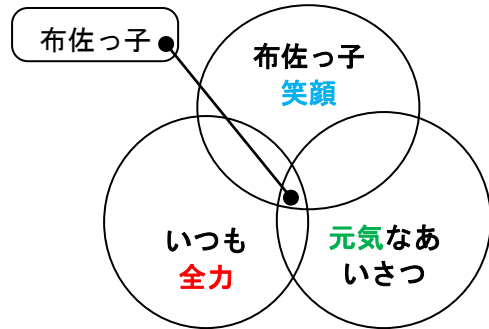 布佐っ子
布佐っ子
笑顔
いつも
全力
元気なあ
いさつ